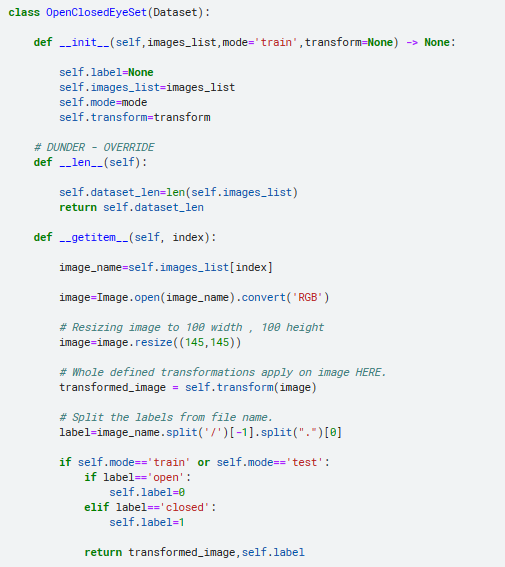 class OpenClosedEyeSet(Dataset):
    def __init__(self,images_list,mode='train',transform=None) -> None:
        self.label=None
        self.images_list=images_list
        self.mode=mode
        self.transform=transform
    # DUNDER - OVERRIDE
    def __len__(self):
        self.dataset_len=len(self.images_list)
        return self.dataset_len
    def __getitem__(self, index):
        image_name=self.images_list[index]
        image=Image.open(image_name).convert('RGB')
        # Resizing image to 100 width , 100 height
        image=image.resize((145,145))
        # Whole defined transformations apply on image HERE.
        transformed_image = self.transform(image)
        # Split the labels from file name.
        label=image_name.split('/')[-1].split(".")[0]
        if self.mode=='train' or self.mode=='test':
            if label=='open':
                self.label=0
            elif label=='closed':
                self.label=1
            return transformed_image,self.label